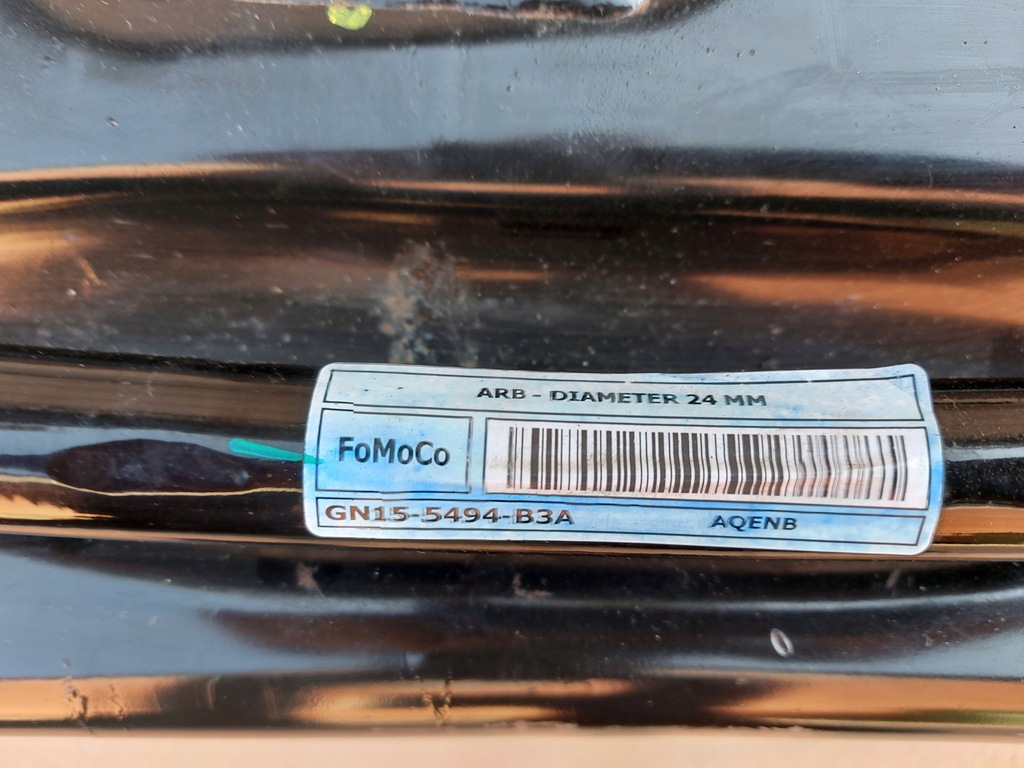 ARB - DIAMETER 24 MM
FoMoCo
GN15-5494-B3A
AQENB